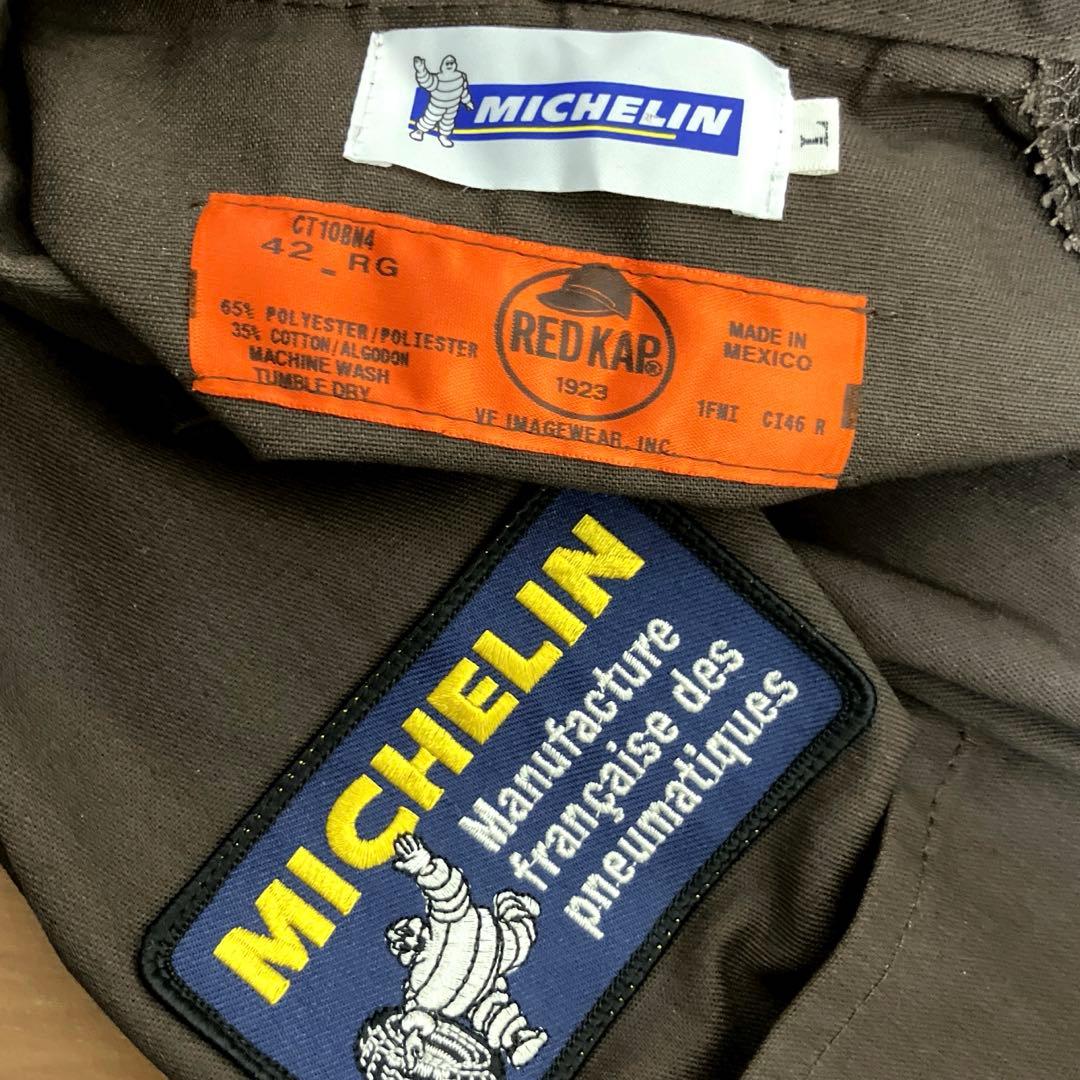 MICHELIN
L
CT10BN4
42 - RG
65% POLYESTER/POLIESTER
35% COTTON/ALGODON
MACHINE WASH
TUMBLE DRY
RED KAP®
1923
VF IMAGEWEAR, INC.
MADE IN
MEXICO
1FMI CI46 R
MICHELIN
Manufacture
française des
pneumatiques